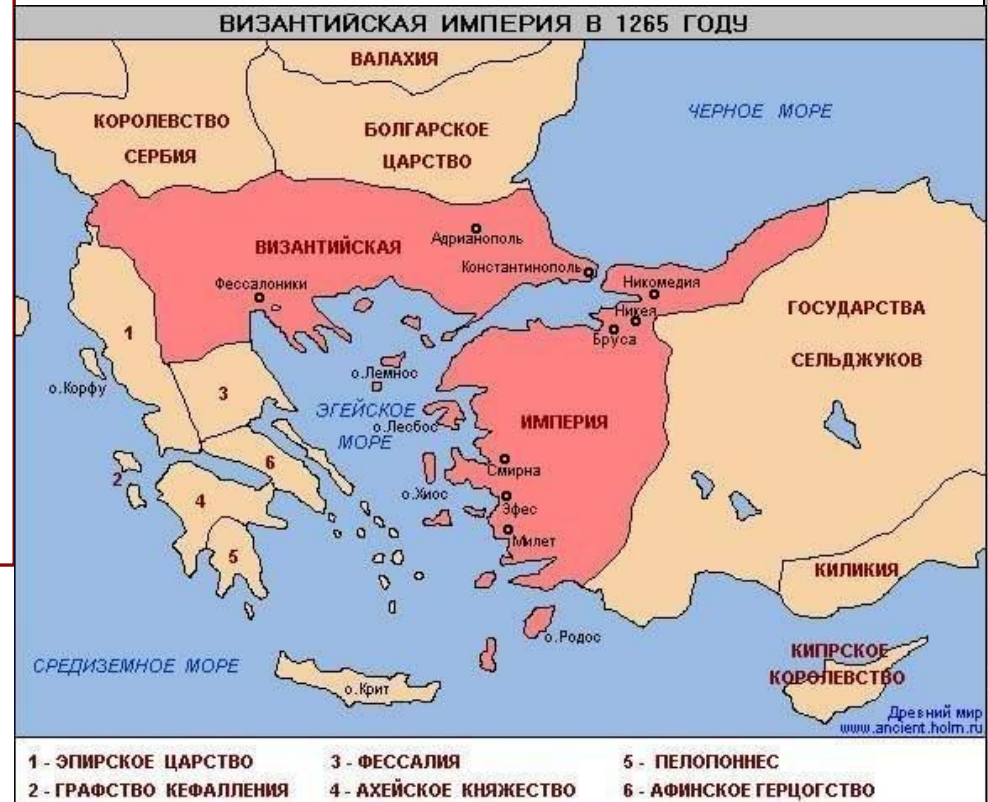 ВИЗАНТИЙСКАЯ ИМПЕРИЯ В 1265 ГОДУ
ВАЛАХИЯ
ЧЕРНОЕ МОРЕ
КОРОЛЕВСТВО
СЕРБИЯ
БОЛГАРСКОЕ
ЦАРСТВО
ВИЗАНТИЙСКАЯ
Адрианополь
Константинополь
Фессалоники
Никомедия
Никея
Бруса
ГОСУДАРСТВА
СЕЛЬДЖУКОВ
1
о.Корфу
3
о.Лемнос
ЭГЕЙСКОЕ
МОРЕ
о.Лесбос
ИМПЕРИЯ
6
2
4
5
Смирна
о.Хиос
Эфес
Милет
КИЛИКИЯ
о.Родос
СРЕДИЗЕМНОЕ МОРЕ
о.Крит
КИПРСКОЕ
КОРОЛЕВСТВО
Древний мир
www.ancient.holm.ru
1 - ЭПИРСКОЕ ЦАРСТВО
3 - ФЕССАЛИЯ
5 - ПЕЛОПОННЕС
2 - ГРАФСТВО КЕФАЛЛЕНИЯ
4 - АХЕЙСКОЕ КНЯЖЕСТВО
6 - АФИНСКОЕ ГЕРЦОГСТВО